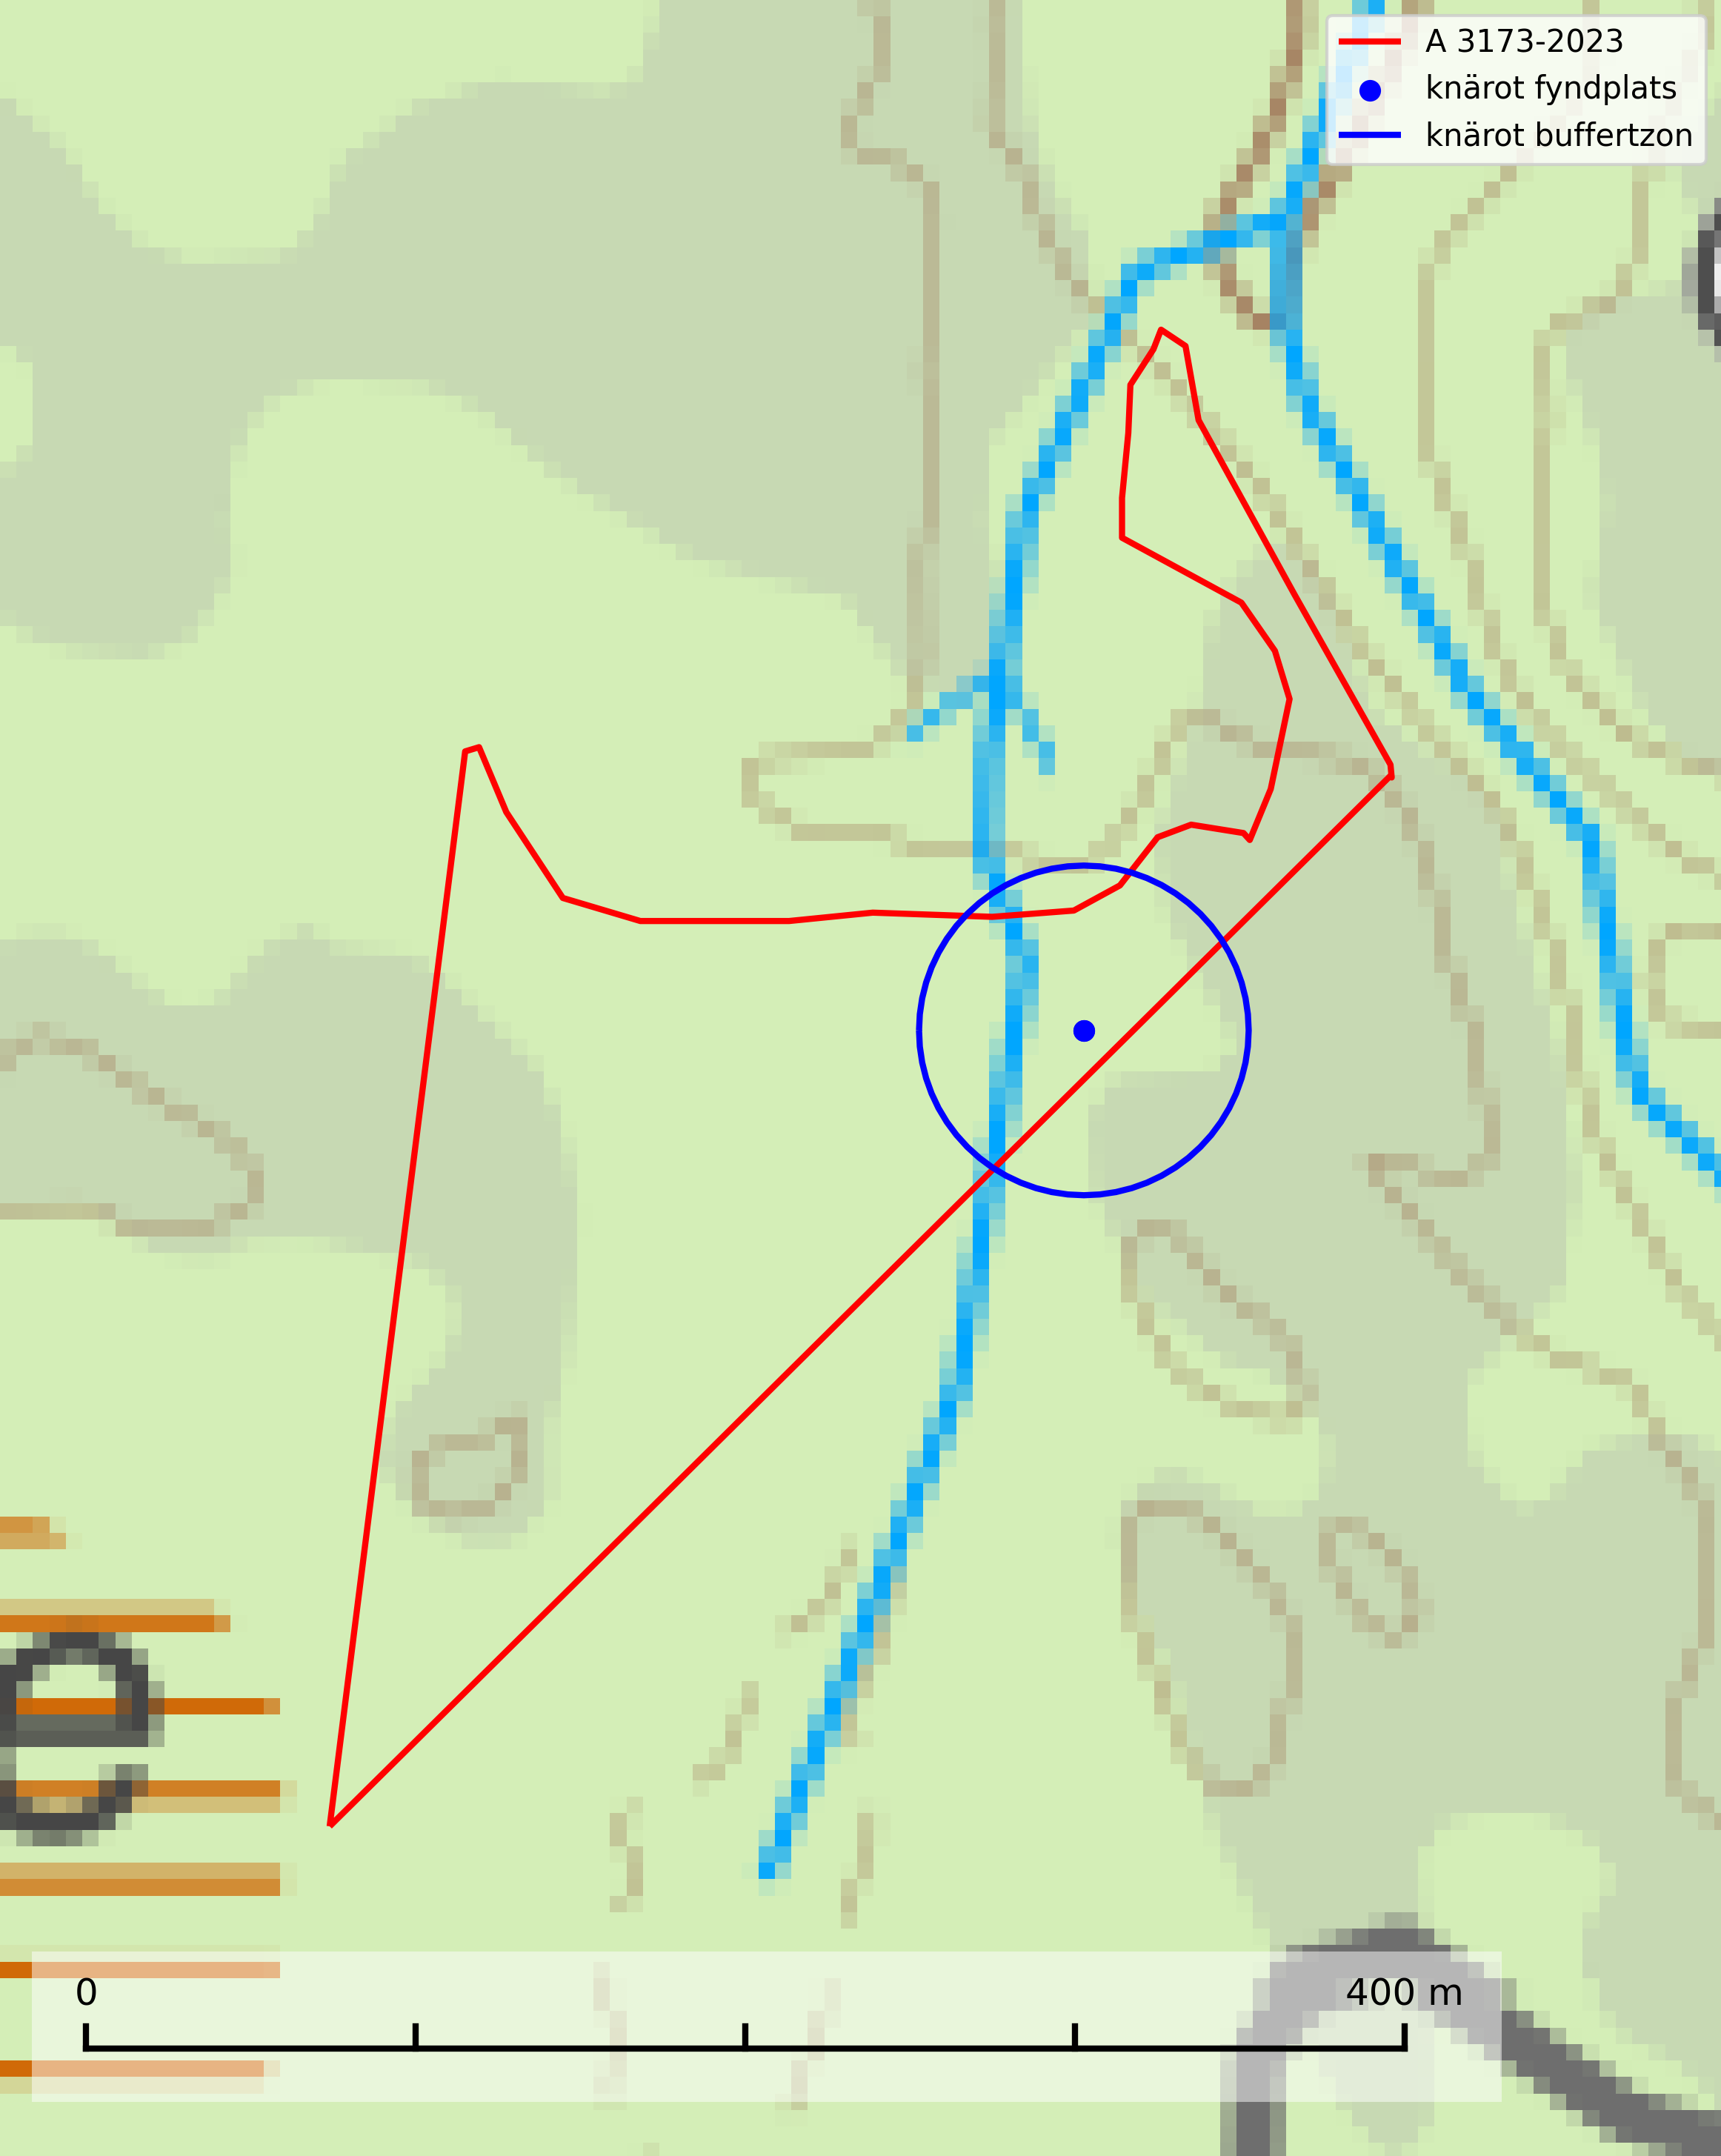 A 3173-2023
knärot fyndplats
knärot buffertzon
0
400 m